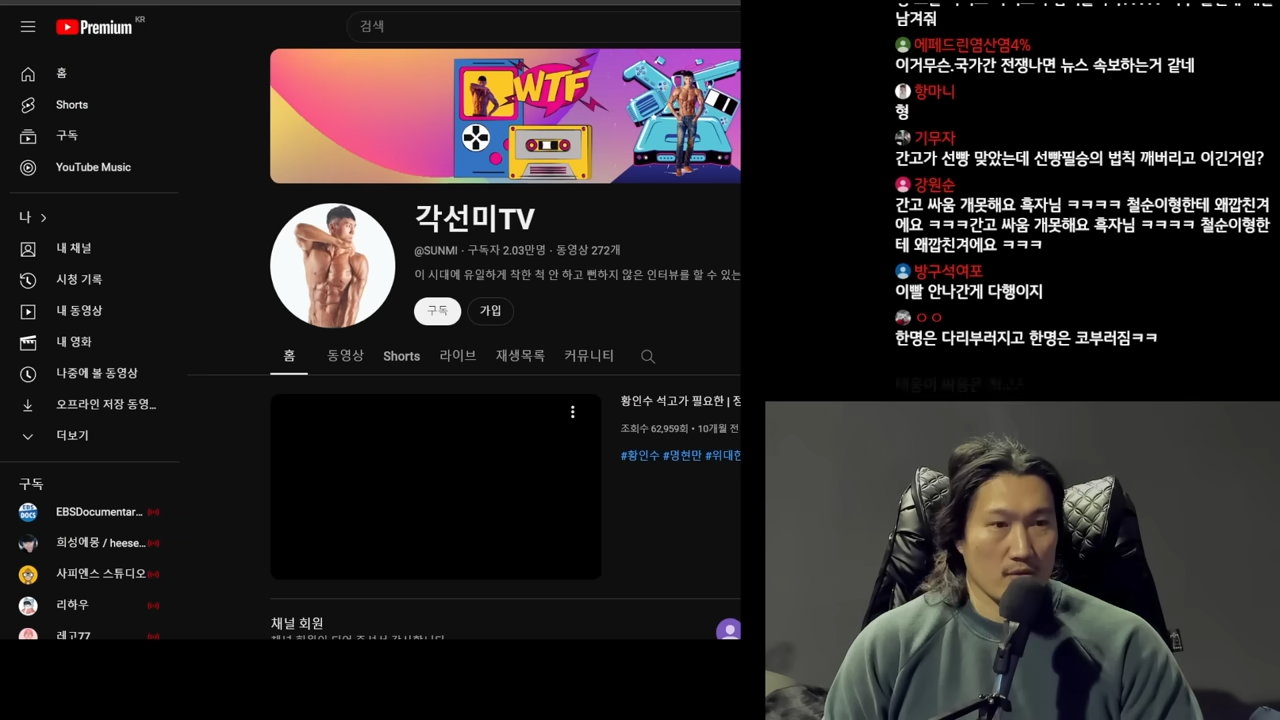 Premium KR
검색
홈
Shorts
구독
YouTube Music
나
내 채널
시청 기록
내 동영상
내 영화
나중에 볼 동영상
오프라인 저장 동영...
더보기
구독
EBSDocumentar...
희성에몽 / heese...
사피엔스 스튜디오
리하우
레고77
WTF
각선미TV
@SUNMI · 구독자 2.03만명 · 동영상 272개
이 시대에 유일하게 착한 척 안 하고 뻔하지 않은 인터뷰를 할 수 있는
구독
가입
홈
동영상
Shorts
라이브
재생목록
커뮤니티
황인수 석고가 필요한 | 정
조회수 62,959회 • 10개월 전
#황인수 #명현만 #위대한
채널 회원
남겨줘
에페드린염산염4%
이거무슨.국가간 전쟁나면 뉴스 속보하는거 같네
항마니
형
기무자
간고가 선빵 맞았는데 선빵필승의 법칙 깨버리고 이긴거임?
강원순
간고 싸움 개못해요 흑자님 ㅋㅋㅋㅋ 철순이형한테 왜깝친겨
에요 ㅋㅋㅋ간고 싸움 개못해요 흑자님 ㅋㅋㅋㅋ 철순이형한
테 왜깝친겨에요 ㅋㅋㅋ
방구석여포
이빨 안나간게 다행이지
ㅇㅇ
한명은 다리부러지고 한명은 코부러짐ㅋㅋ